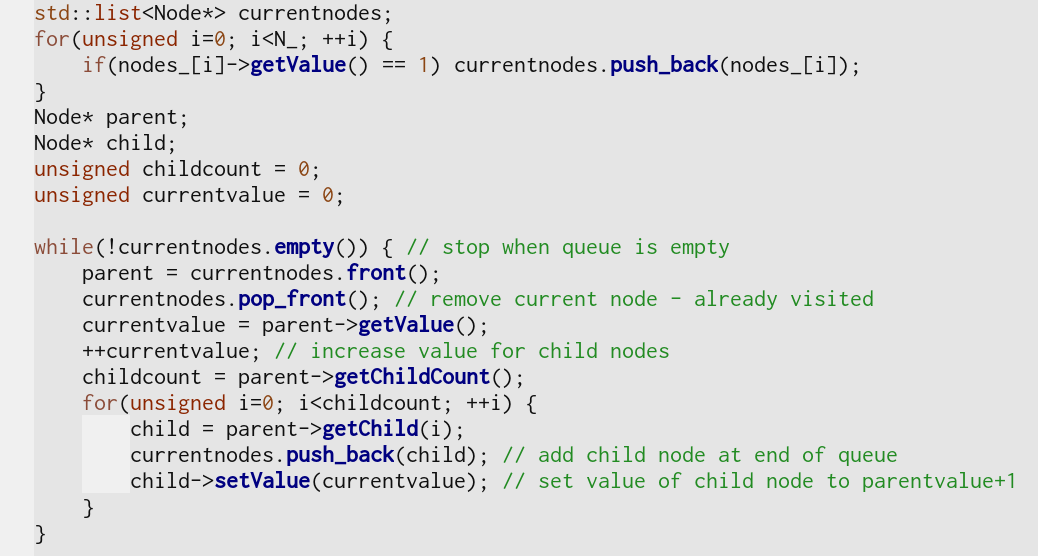 std::list<Node*> currentnodes;
for(unsigned i=0; i<N_; ++i) {
    if(nodes_[i]->getValue() == 1) currentnodes.push_back(nodes_[i]);
}
Node* parent;
Node* child;
unsigned childcount = 0;
unsigned currentvalue = 0;

while(!currentnodes.empty()) { // stop when queue is empty
    parent = currentnodes.front();
    currentnodes.pop_front(); // remove current node - already visited
    currentvalue = parent->getValue();
    ++currentvalue; // increase value for child nodes
    childcount = parent->getChildCount();
    for(unsigned i=0; i<childcount; ++i) {
        child = parent->getChild(i);
        currentnodes.push_back(child); // add child node at end of queue
        child->setValue(currentvalue); // set value of child node to parentvalue+1
    }
}